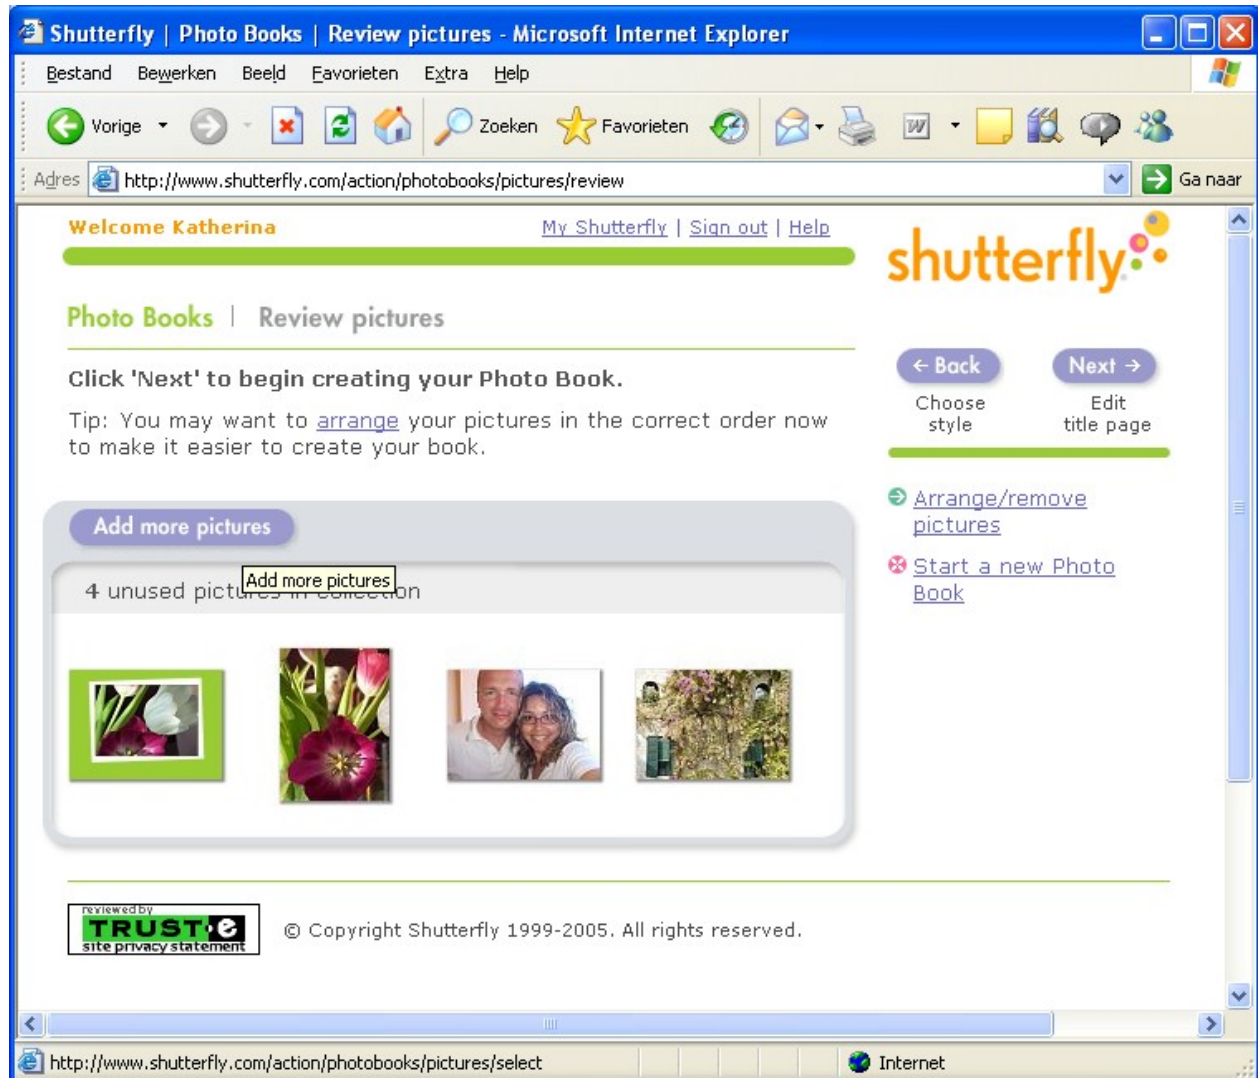 Shutterfly | Photo Books | Review pictures - Microsoft Internet Explorer
Bestand Bewerken Beeld Favorieten Extra Help
Vorige Zoeken Favorieten W
Adres http://www.shutterfly.com/action/photobooks/pictures/review Ga naar
Welcome Katherina My Shutterfly | Sign out | Help
shutterfly
Photo Books | Review pictures
Click 'Next' to begin creating your Photo Book.
Tip: You may want to arrange your pictures in the correct order now
to make it easier to create your book.
← Back Next →
Choose
style
Edit
title page
Arrange/remove
pictures
Start a new Photo
Book
Add more pictures
Add more pictures
4 unused pictures in collection
reviewed by
TRUST·e
site privacy statement
© Copyright Shutterfly 1999-2005. All rights reserved.
http://www.shutterfly.com/action/photobooks/pictures/select Internet